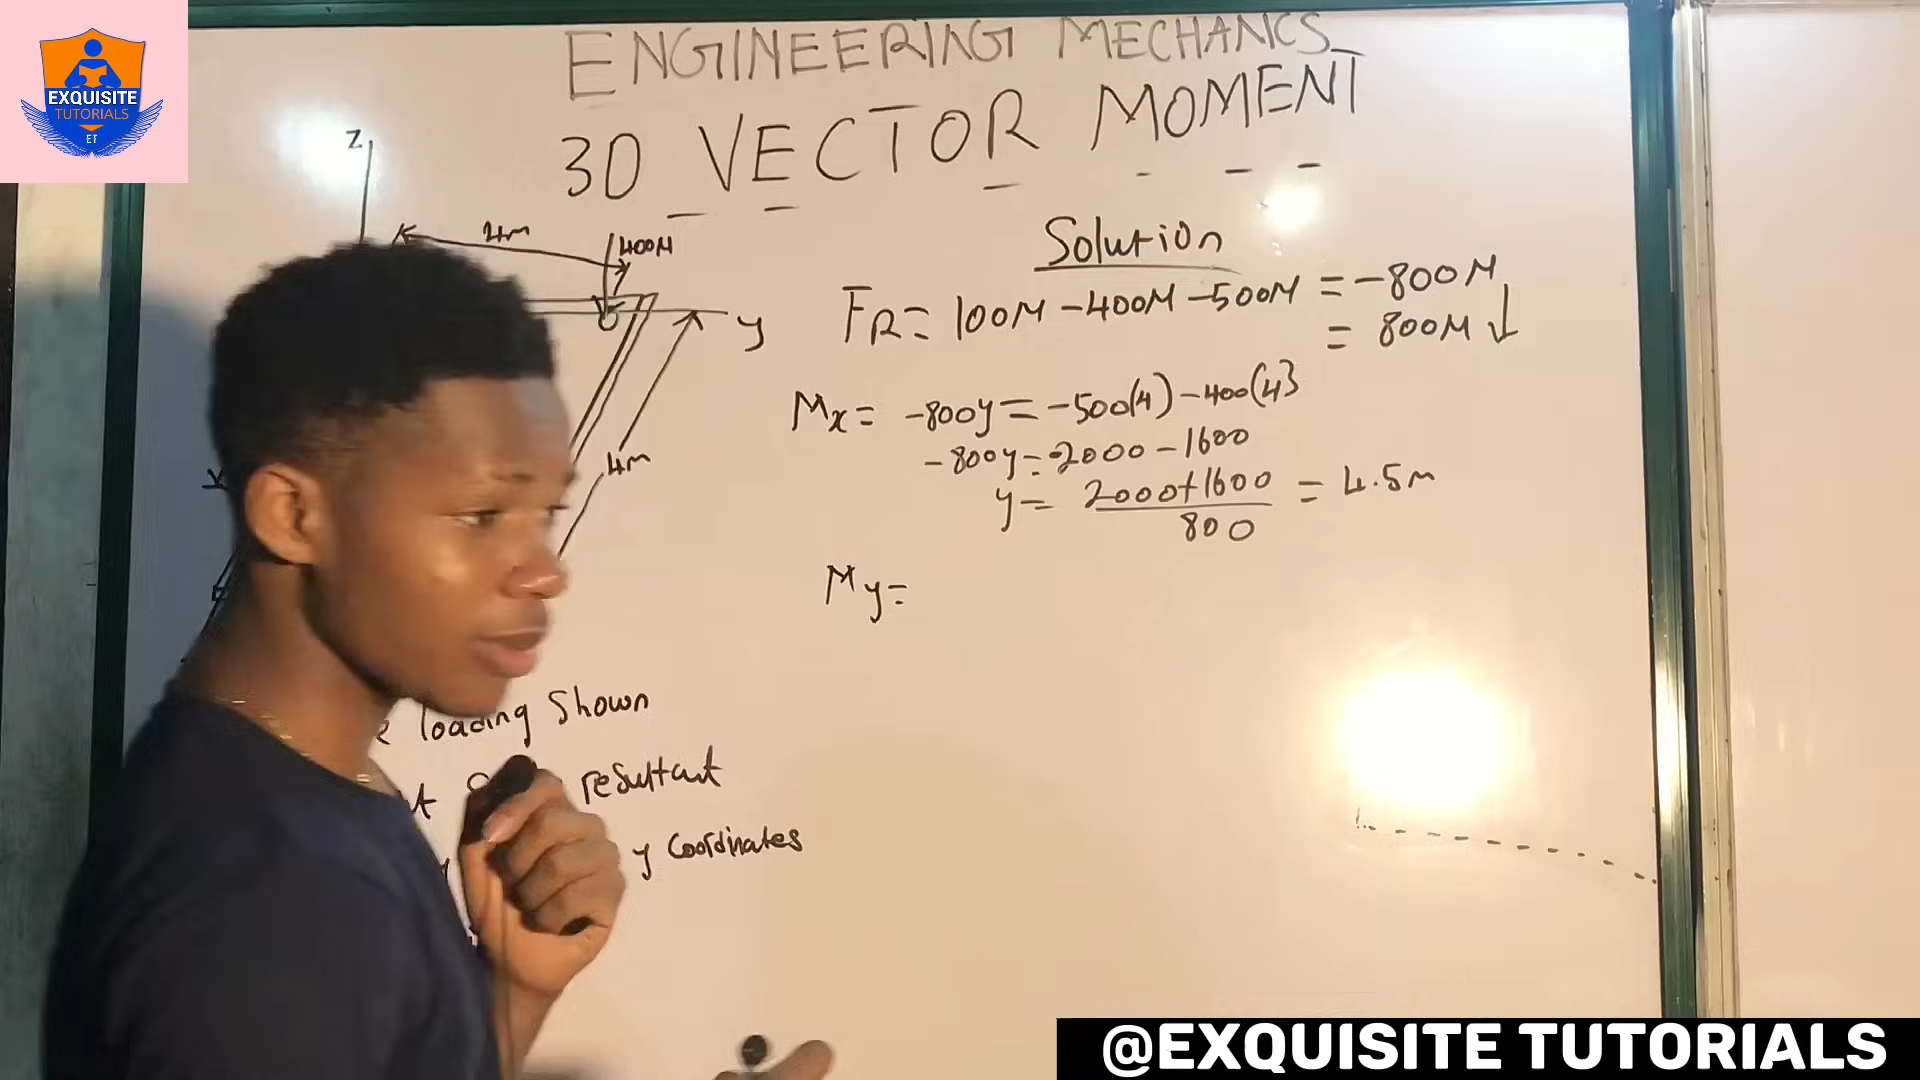 EXQUISITE
TUTORIALS
ET
ENGINEERING MECHANICS
3D VECTOR MOMENT
Z
4m
400N
y
4m
loading Shown
resultant
y Coordinates
Solution
FR = 100N - 400N - 500N = - 800N
= 800N ↓
Mx = -800y = -500(4) - 400(4)
-800y = -2000 - 1600
y = 2000+1600 = 4.5m
800
My =
@EXQUISITE TUTORIALS